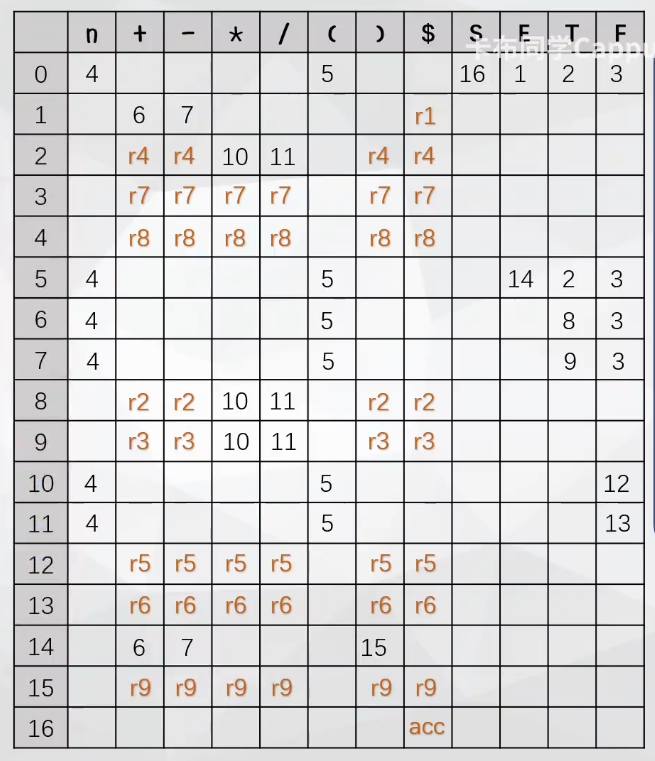 n + - * / ( ) $ S E T F
卡布同学Cappu
0 4 5 16 1 2 3
1 6 7 r1
2 r4 r4 10 11 r4 r4
3 r7 r7 r7 r7 r7 r7
4 r8 r8 r8 r8 r8 r8
5 4 5 14 2 3
6 4 5 8 3
7 4 5 9 3
8 r2 r2 10 11 r2 r2
9 r3 r3 10 11 r3 r3
10 4 5 12
11 4 5 13
12 r5 r5 r5 r5 r5 r5
13 r6 r6 r6 r6 r6 r6
14 6 7 15
15 r9 r9 r9 r9 r9 r9
16 acc